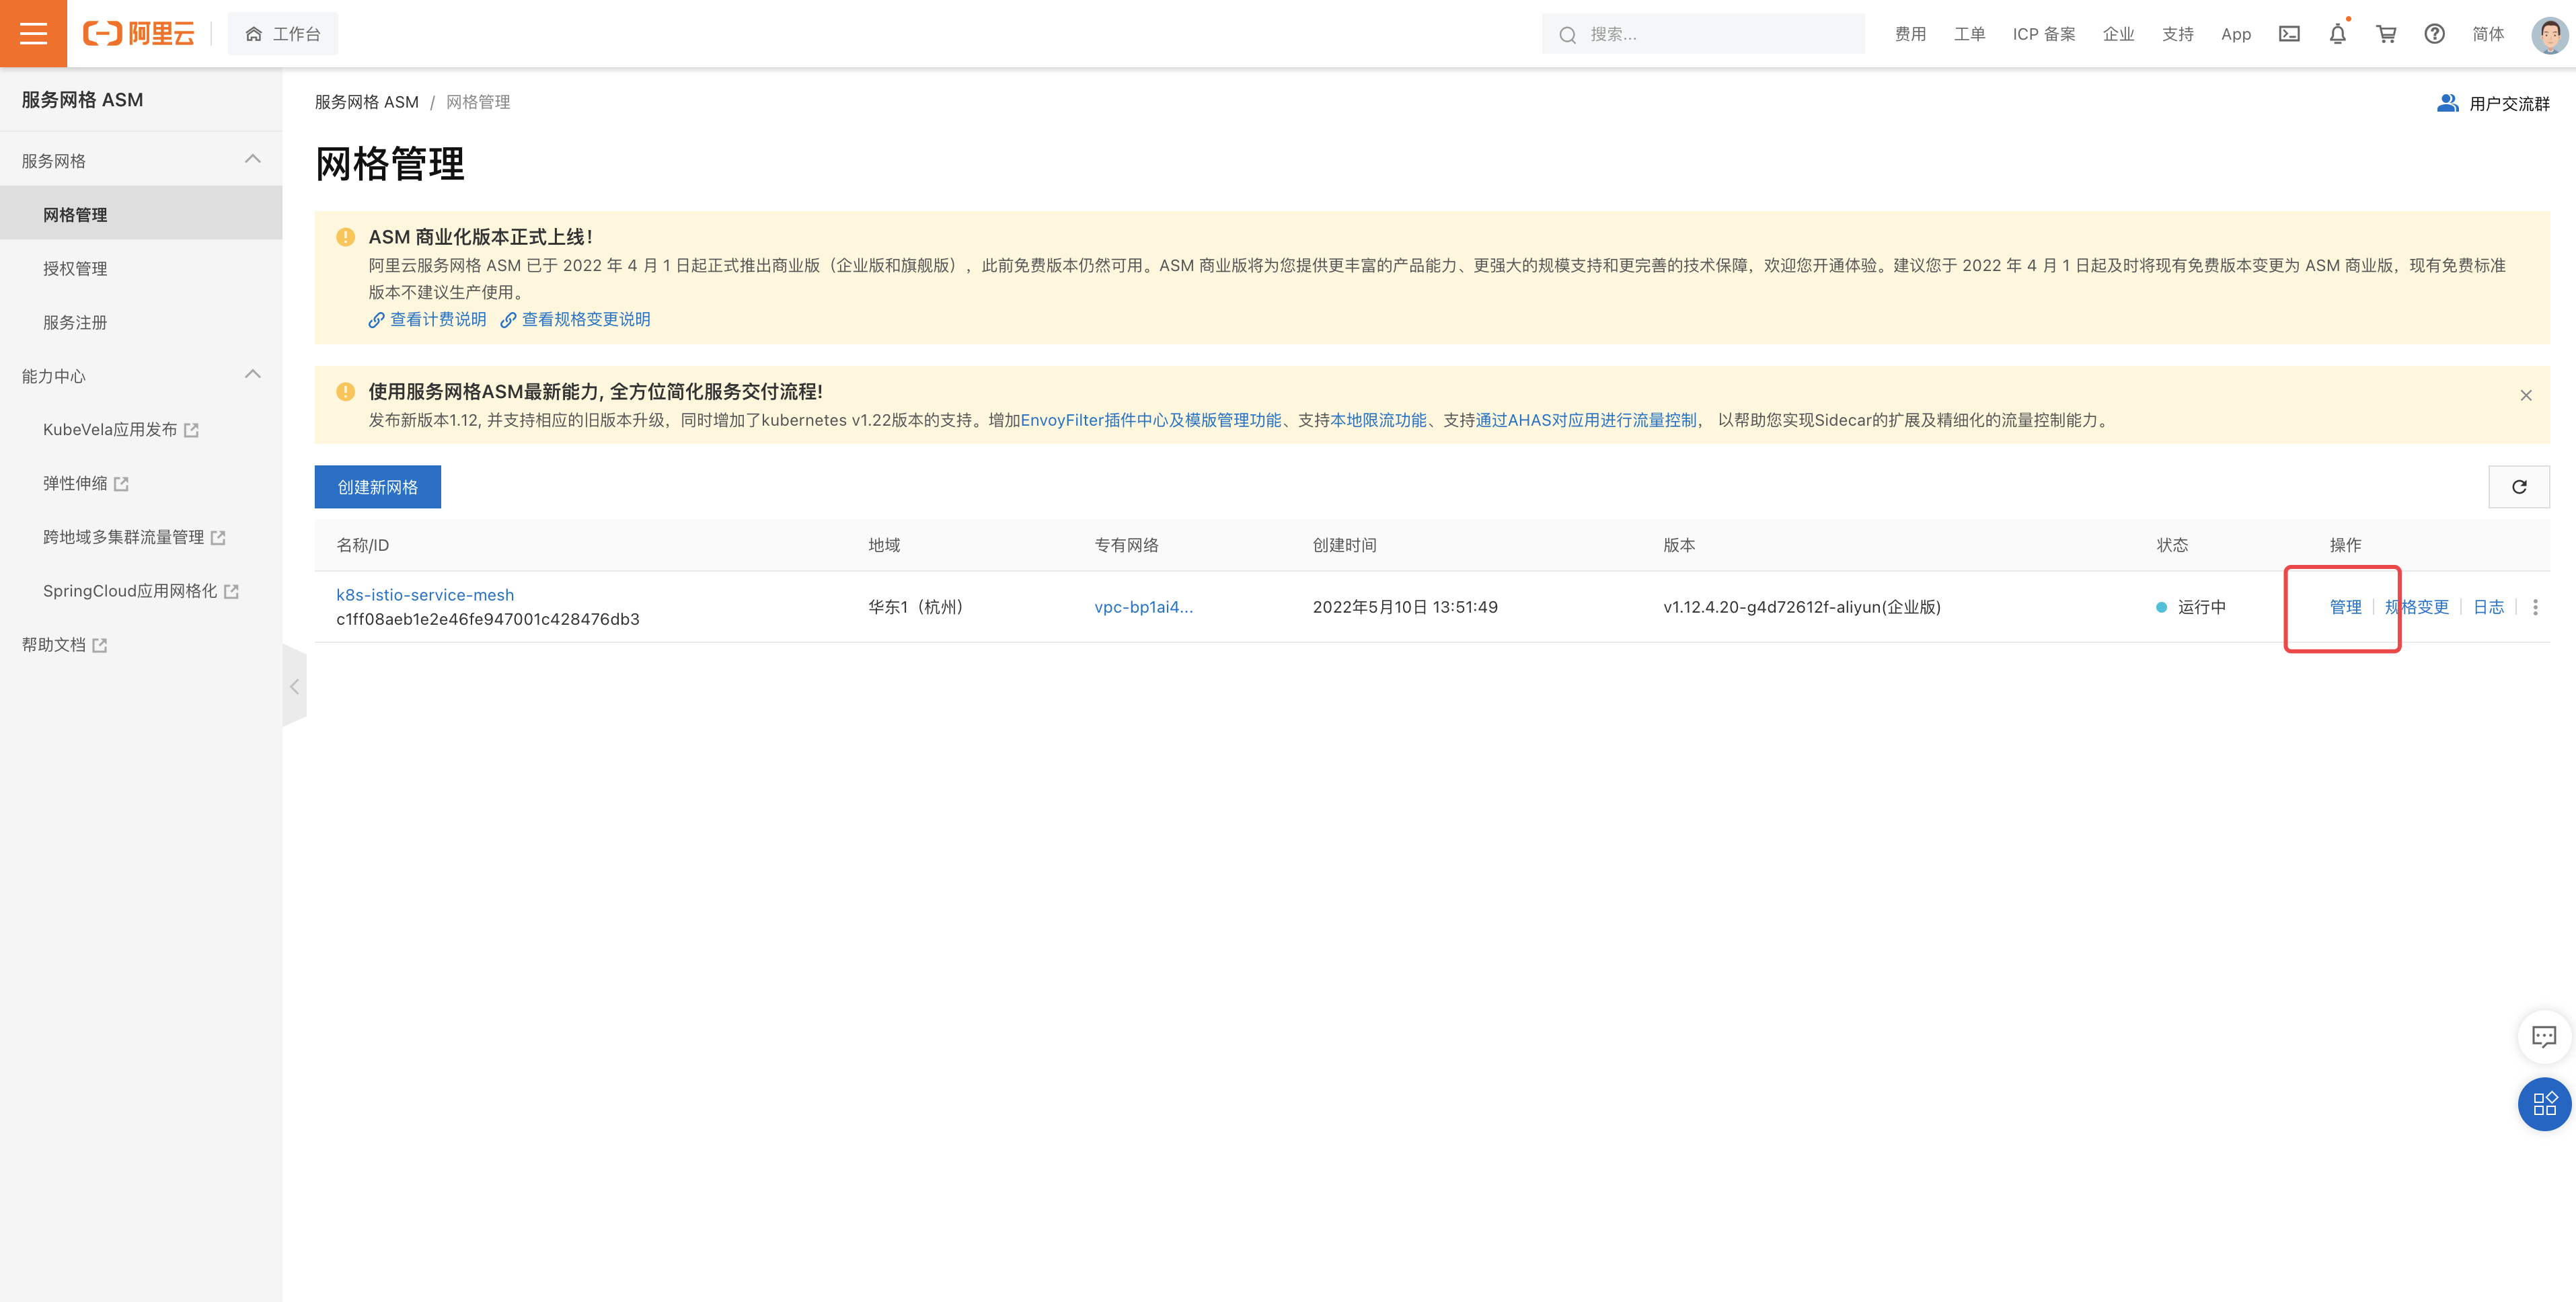 阿里云
工作台
搜索...
费用
工单
ICP 备案
企业
支持
App
简体
服务网格 ASM
服务网格
网格管理
授权管理
服务注册
能力中心
KubeVela应用发布
弹性伸缩
跨地域多集群流量管理
SpringCloud应用网格化
帮助文档
服务网格 ASM / 网格管理
用户交流群
网格管理
ASM 商业化版本正式上线！
阿里云服务网格 ASM 已于 2022 年 4 月 1 日起正式推出商业版（企业版和旗舰版），此前免费版本仍然可用。ASM 商业版将为您提供更丰富的产品能力、更强大的规模支持和更完善的技术保障，欢迎您开通体验。建议您于 2022 年 4 月 1 日起及时将现有免费版本变更为 ASM 商业版，现有免费标准
版本不建议生产使用。
查看计费说明 查看规格变更说明
使用服务网格ASM最新能力, 全方位简化服务交付流程!
发布新版本1.12, 并支持相应的旧版本升级，同时增加了kubernetes v1.22版本的支持。增加EnvoyFilter插件中心及模版管理功能、支持本地限流功能、支持通过AHAS对应用进行流量控制， 以帮助您实现Sidecar的扩展及精细化的流量控制能力。
创建新网格
名称/ID 地域 专有网络 创建时间 版本 状态 操作
k8s-istio-service-mesh
c1ff08aeb1e2e46fe947001c428476db3
华东1（杭州） vpc-bp1ai4... 2022年5月10日 13:51:49 v1.12.4.20-g4d72612f-aliyun(企业版) 运行中 管理 规格变更 日志